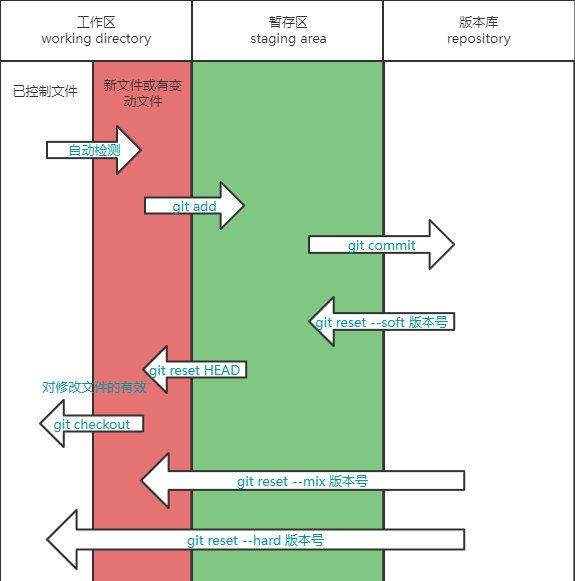 工作区
working directory
暂存区
staging area
版本库
repository
已控制文件
新文件或有变
动文件
自动检测
git add
git commit
git reset --soft 版本号
git reset HEAD
对修改文件的有效
git checkout
git reset --mix 版本号
git reset --hard 版本号